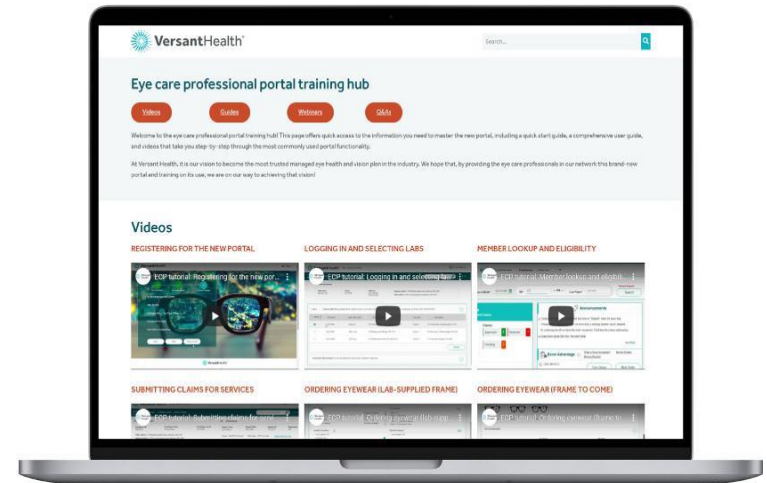 VersantHealth®
Search...
Eye care professional portal training hub
Videos
Guides
Webinars
Q&As
Welcome to the eye care professional portal training hub! This page offers quick access to the information you need to master the new portal, including a quick start guide, a comprehensive user guide,
and videos that take you step-by-step through the most commonly used portal functionality.
At Versant Health, it is our vision to become the most trusted managed eye health and vision plan in the industry. We hope that, by providing the eye care professionals in our network this brand-new
portal and training on its use, we are on our way to achieving that vision!
Videos
REGISTERING FOR THE NEW PORTAL
LOGGING IN AND SELECTING LABS
MEMBER LOOKUP AND ELIGIBILITY
ECP tutorial: Registering for the new por...
ECP tutorial: Logging in and selecting lab
ECP tutorial: Member lookup and eligibili...
Announcements
VersantHealth
SUBMITTING CLAIMS FOR SERVICES
ORDERING EYEWEAR (LAB-SUPPLIED FRAME)
ORDERING EYEWEAR (FRAME TO COME)
ECP tutorial: Submitting claims for servi...
ECP tutorial: Ordering eyewear (lab-supp...
ECP tutorial: Ordering eyewear (frame to ...